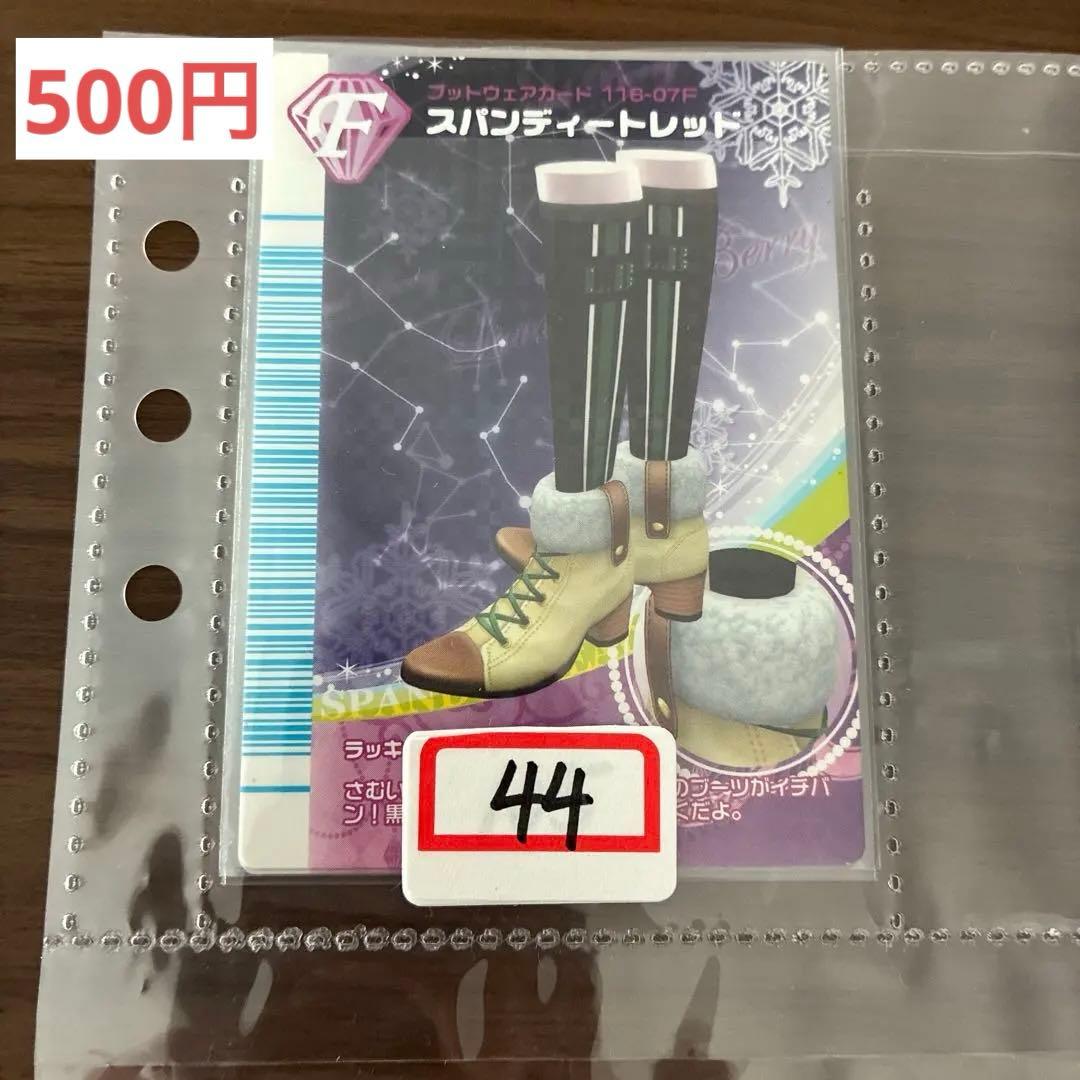 500円
F
フットウェアカード 116-07F
スパンディートレッド
Berry
SPAND
ラッキ
さむい
のブーツがイチバ
ン!黒
くだよ。
44